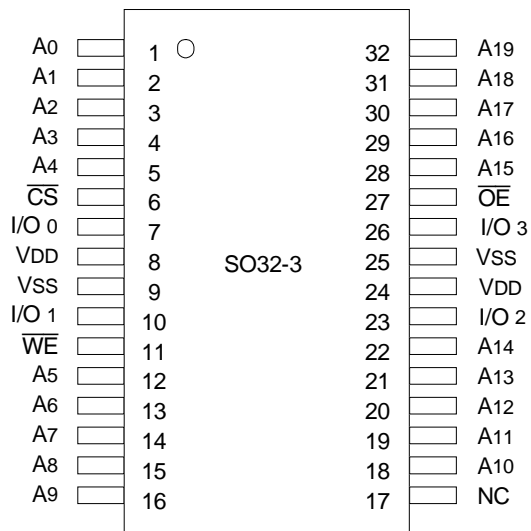 A0 1 32 A19
A1 2 31 A18
A2 3 30 A17
A3 4 29 A16
A4 5 28 A15
CS 6 27 OE
I/O 0 7 26 I/O 3
VDD 8 SO32-3 25 VSS
VSS 9 24 VDD
I/O 1 10 23 I/O 2
WE 11 22 A14
A5 12 21 A13
A6 13 20 A12
A7 14 19 A11
A8 15 18 A10
A9 16 17 NC